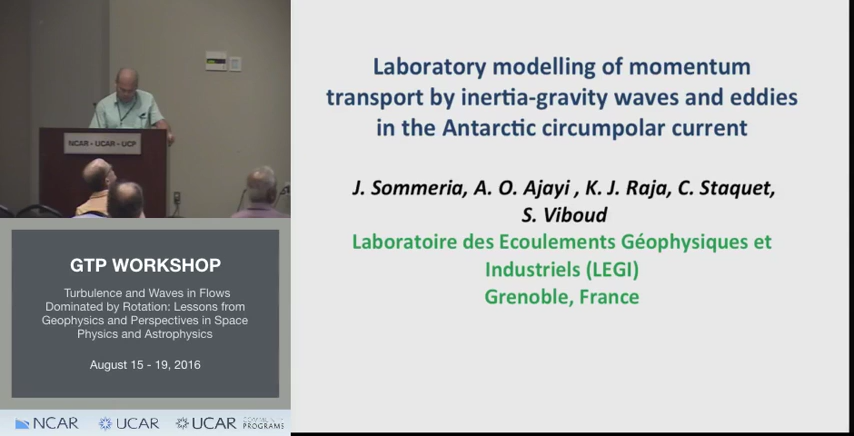 NCAR • UCAR • UCP
GTP WORKSHOP
Turbulence and Waves in Flows
Dominated by Rotation: Lessons from
Geophysics and Perspectives in Space
Physics and Astrophysics
August 15 - 19, 2016
NCAR
UCAR
UCAR
PROGRAMS
Laboratory modelling of momentum
transport by inertia-gravity waves and eddies
in the Antarctic circumpolar current
J. Sommeria, A. O. Ajayi , K. J. Raja, C. Staquet,
S. Viboud
Laboratoire des Ecoulements Géophysiques et
Industriels (LEGI)
Grenoble, France